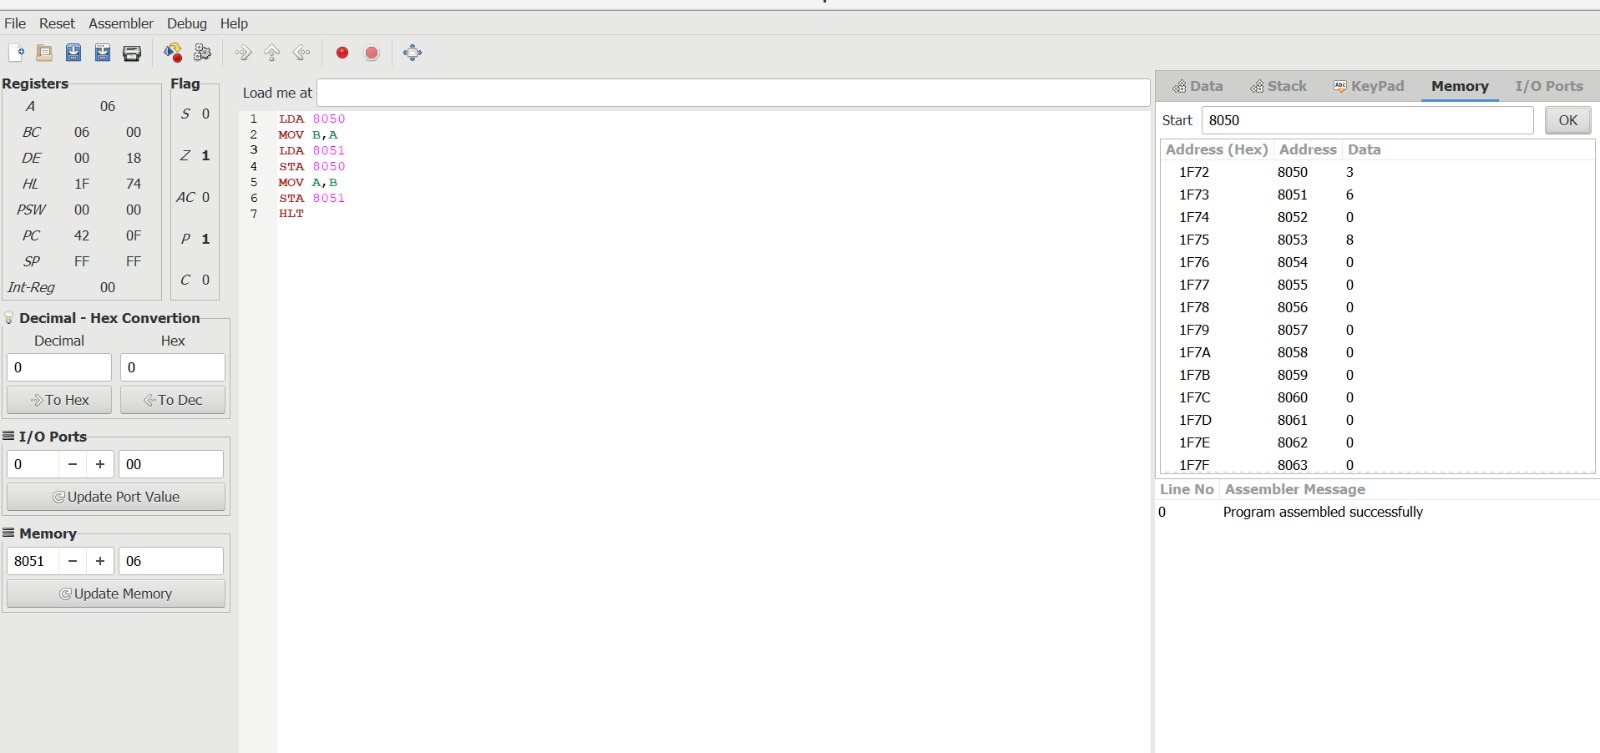 File Reset Assembler Debug Help
Registers
A 06
BC 06 00
DE 00 18
HL 1F 74
PSW 00 00
PC 42 0F
SP FF FF
Int-Reg 00
Flag
S 0
Z 1
AC 0
P 1
C 0
Decimal - Hex Convertion
Decimal Hex
0 0
To Hex To Dec
I/O Ports
0 − + 00
Update Port Value
Memory
8051 − + 06
Update Memory
Load me at
1 LDA 8050
2 MOV B,A
3 LDA 8051
4 STA 8050
5 MOV A,B
6 STA 8051
7 HLT
Data Stack KeyPad Memory I/O Ports
Start 8050 OK
Address (Hex) Address Data
1F72 8050 3
1F73 8051 6
1F74 8052 0
1F75 8053 8
1F76 8054 0
1F77 8055 0
1F78 8056 0
1F79 8057 0
1F7A 8058 0
1F7B 8059 0
1F7C 8060 0
1F7D 8061 0
1F7E 8062 0
1F7F 8063 0
Line No Assembler Message
0 Program assembled successfully